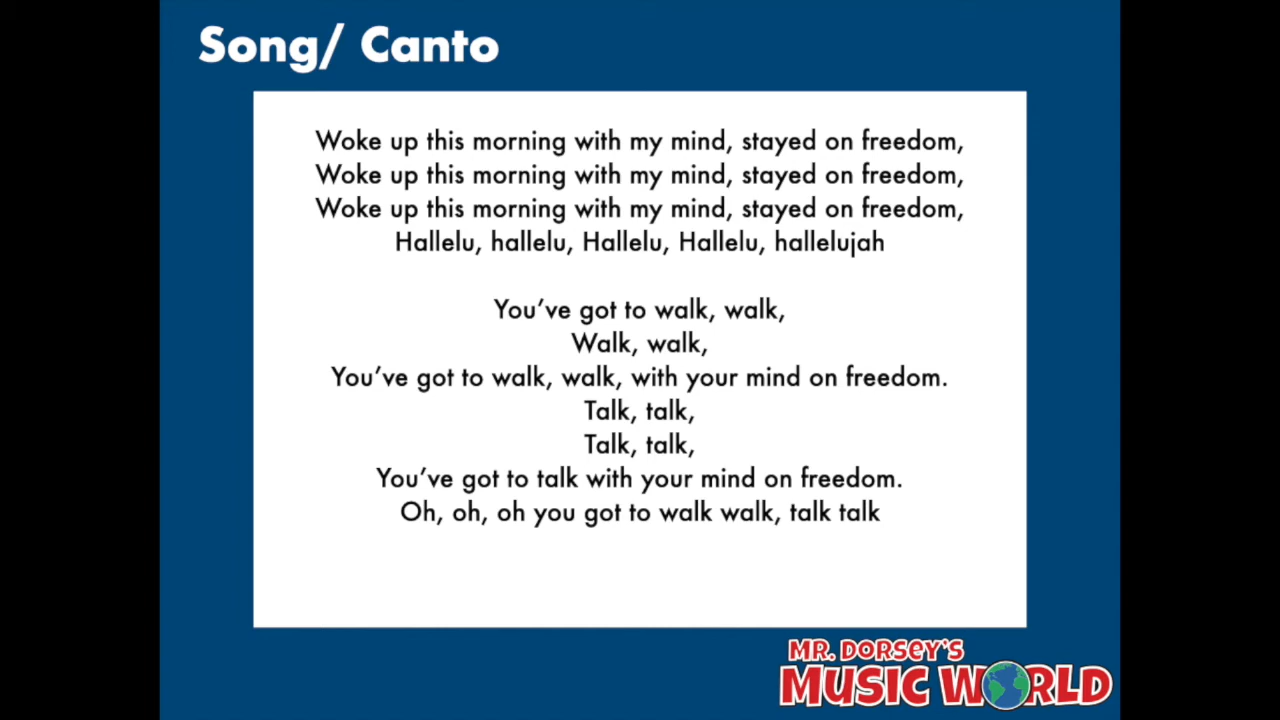 Song/ Canto
Woke up this morning with my mind, stayed on freedom,
Woke up this morning with my mind, stayed on freedom,
Woke up this morning with my mind, stayed on freedom,
Hallelu, hallelu, Hallelu, Hallelu, hallelujah
You’ve got to walk, walk,
Walk, walk,
You’ve got to walk, walk, with your mind on freedom.
Talk, talk,
Talk, talk,
You’ve got to talk with your mind on freedom.
Oh, oh, oh you got to walk walk, talk talk
MR. DORSEY’S
MUSIC WORLD